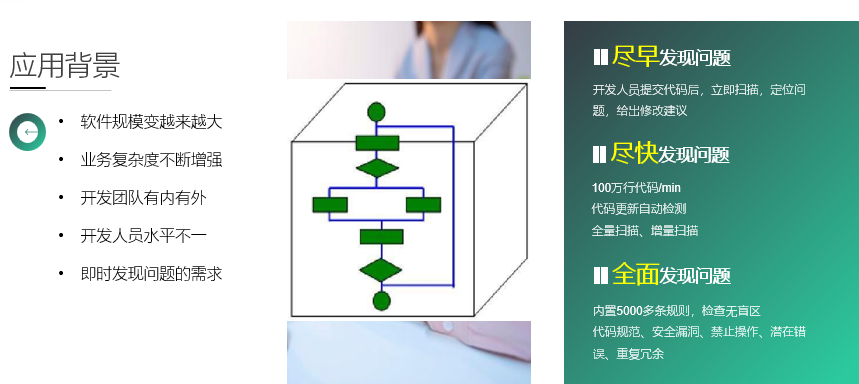 应用背景
软件规模变越来越大
业务复杂度不断增强
开发团队有内有外
开发人员水平不一
即时发现问题的需求
尽早发现问题
开发人员提交代码后，立即扫描，定位问
题，给出修改建议
尽快发现问题
100万行代码/min
代码更新自动检测
全量扫描、增量扫描
全面发现问题
内置5000多条规则，检查无盲区
代码规范、安全漏洞、禁止操作、潜在错
误、重复冗余